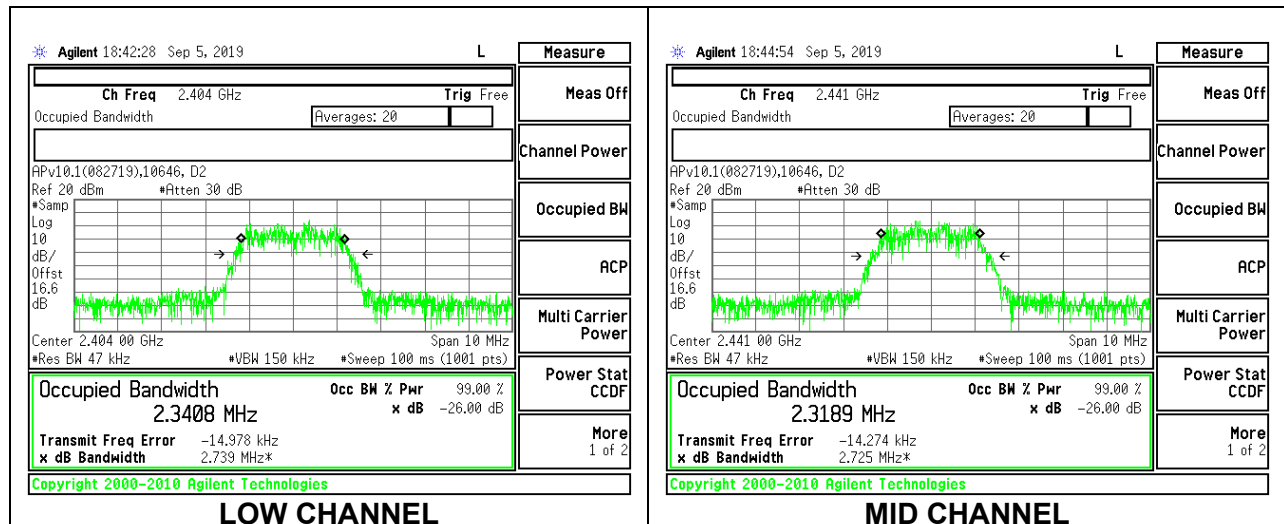 Agilent 18:42:28 Sep 5, 2019 L
Measure
Ch Freq 2.404 GHz Trig Free
Meas Off
Occupied Bandwidth Averages: 20
Channel Power
APv10.1(082719),10646, D2
Ref 20 dBm #Atten 30 dB
#Samp
Occupied BW
Log
10
dB/
ACP
Offst
16.6
dB
Multi Carrier
Power
Center 2.404 00 GHz Span 10 MHz
#Res BW 47 kHz #VBW 150 kHz #Sweep 100 ms (1001 pts)
Power Stat
CCDF
Occupied Bandwidth Occ BW % Pwr 99.00 %
2.3408 MHz x dB -26.00 dB
More
1 of 2
Transmit Freq Error -14.978 kHz
x dB Bandwidth 2.739 MHz*
Copyright 2000-2010 Agilent Technologies
LOW CHANNEL
Agilent 18:44:54 Sep 5, 2019 L
Measure
Ch Freq 2.441 GHz Trig Free
Meas Off
Occupied Bandwidth Averages: 20
Channel Power
APv10.1(082719),10646, D2
Ref 20 dBm #Atten 30 dB
#Samp
Occupied BW
Log
10
dB/
ACP
Offst
16.6
dB
Multi Carrier
Power
Center 2.441 00 GHz Span 10 MHz
#Res BW 47 kHz #VBW 150 kHz #Sweep 100 ms (1001 pts)
Power Stat
CCDF
Occupied Bandwidth Occ BW % Pwr 99.00 %
2.3189 MHz x dB -26.00 dB
More
1 of 2
Transmit Freq Error -14.274 kHz
x dB Bandwidth 2.725 MHz*
Copyright 2000-2010 Agilent Technologies
MID CHANNEL